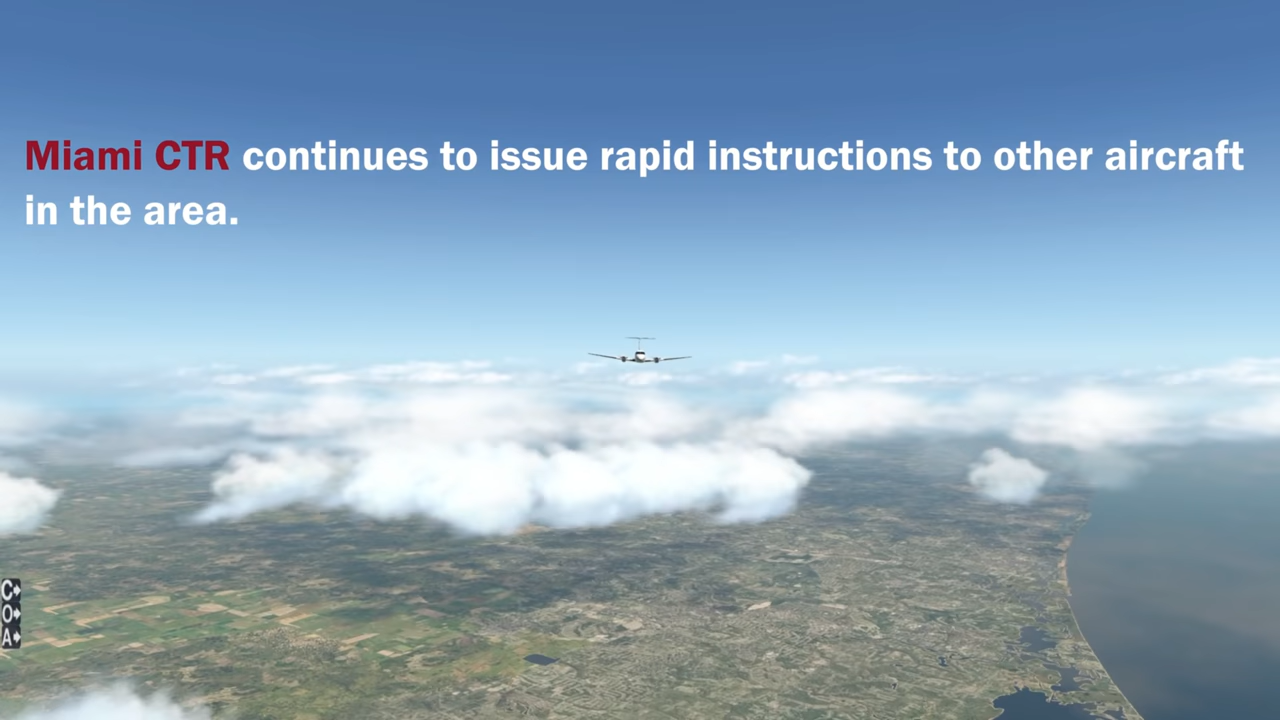 Miami CTR continues to issue rapid instructions to other aircraft
in the area.
C
O
A